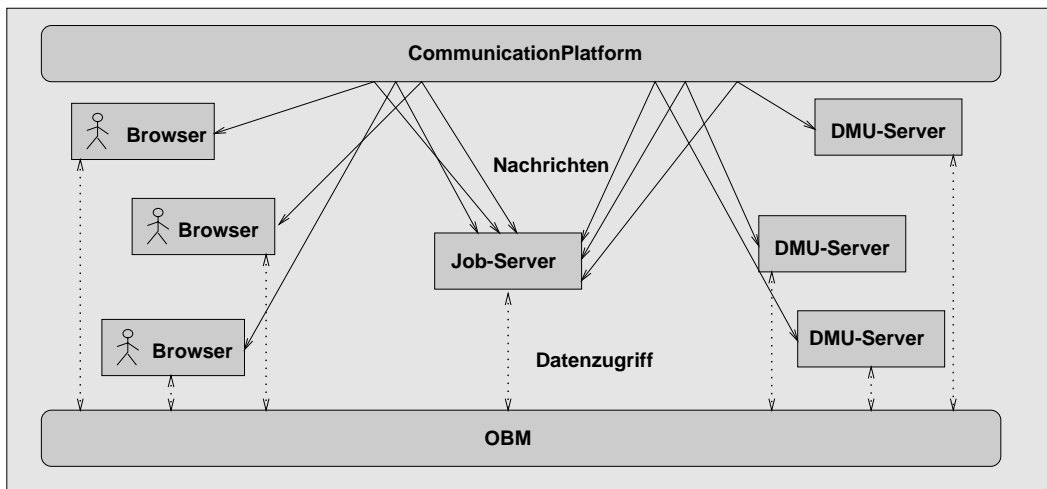 CommunicationPlatform
Browser
DMU-Server
Nachrichten
Browser
Job-Server
DMU-Server
Browser
DMU-Server
Datenzugriff
OBM